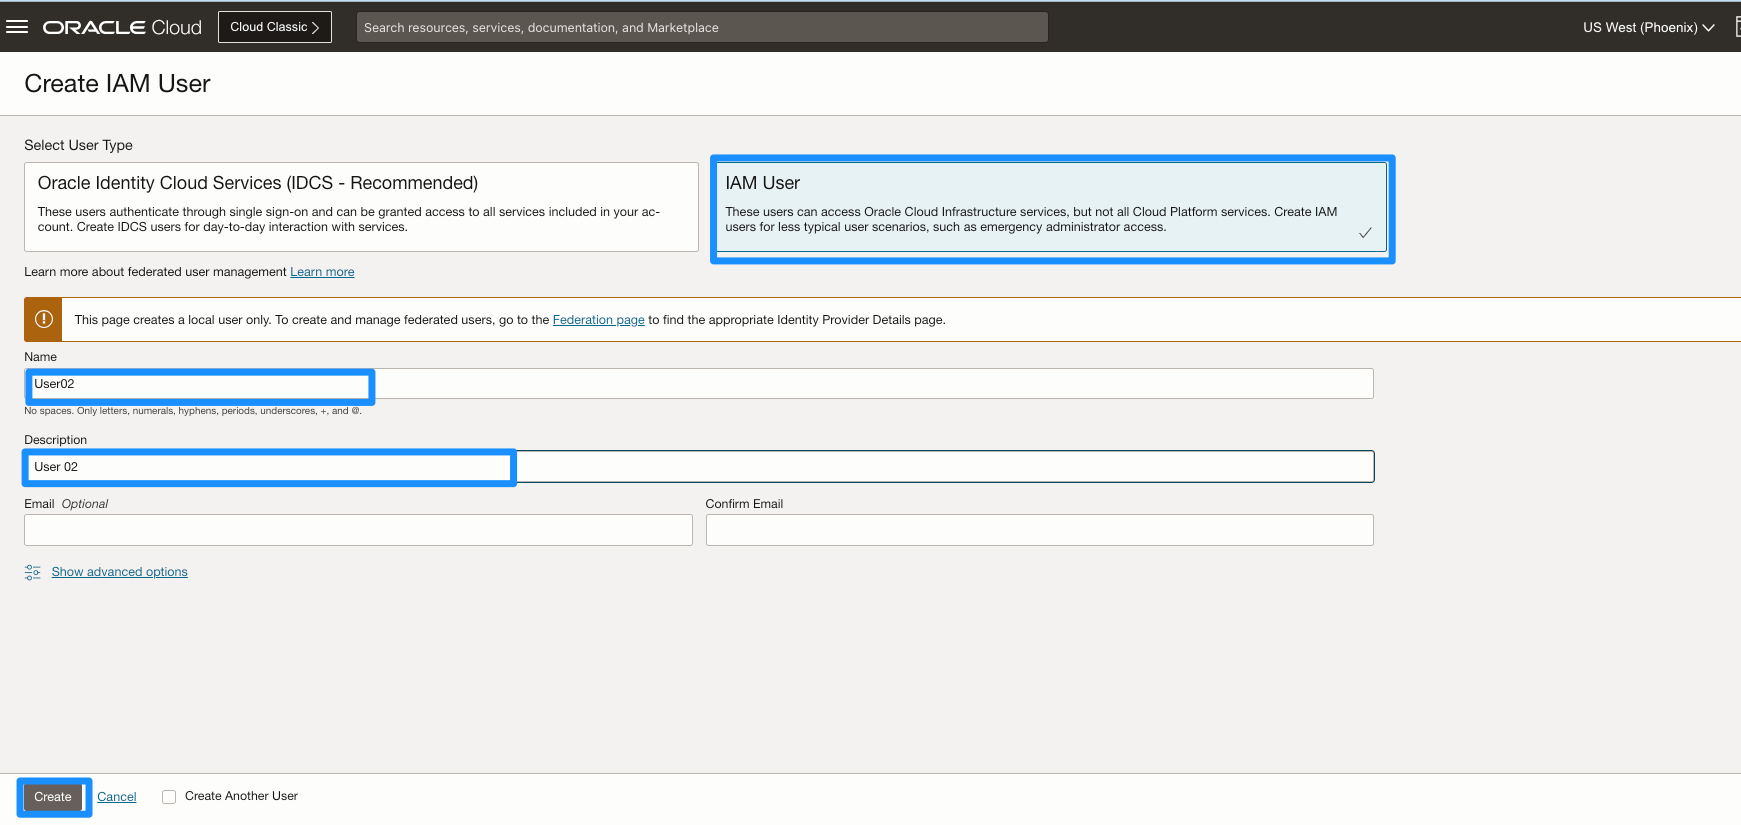 ORACLE Cloud
Cloud Classic
Search resources, services, documentation, and Marketplace
US West (Phoenix)
Create IAM User
Select User Type
Oracle Identity Cloud Services (IDCS - Recommended)
These users authenticate through single sign-on and can be granted access to all services included in your ac-
count. Create IDCS users for day-to-day interaction with services.
IAM User
These users can access Oracle Cloud Infrastructure services, but not all Cloud Platform services. Create IAM
users for less typical user scenarios, such as emergency administrator access.
Learn more about federated user management Learn more
This page creates a local user only. To create and manage federated users, go to the Federation page to find the appropriate Identity Provider Details page.
Name
User02
No spaces. Only letters, numerals, hyphens, periods, underscores, +, and @.
Description
User 02
Email Optional
Confirm Email
Show advanced options
Create
Cancel
Create Another User